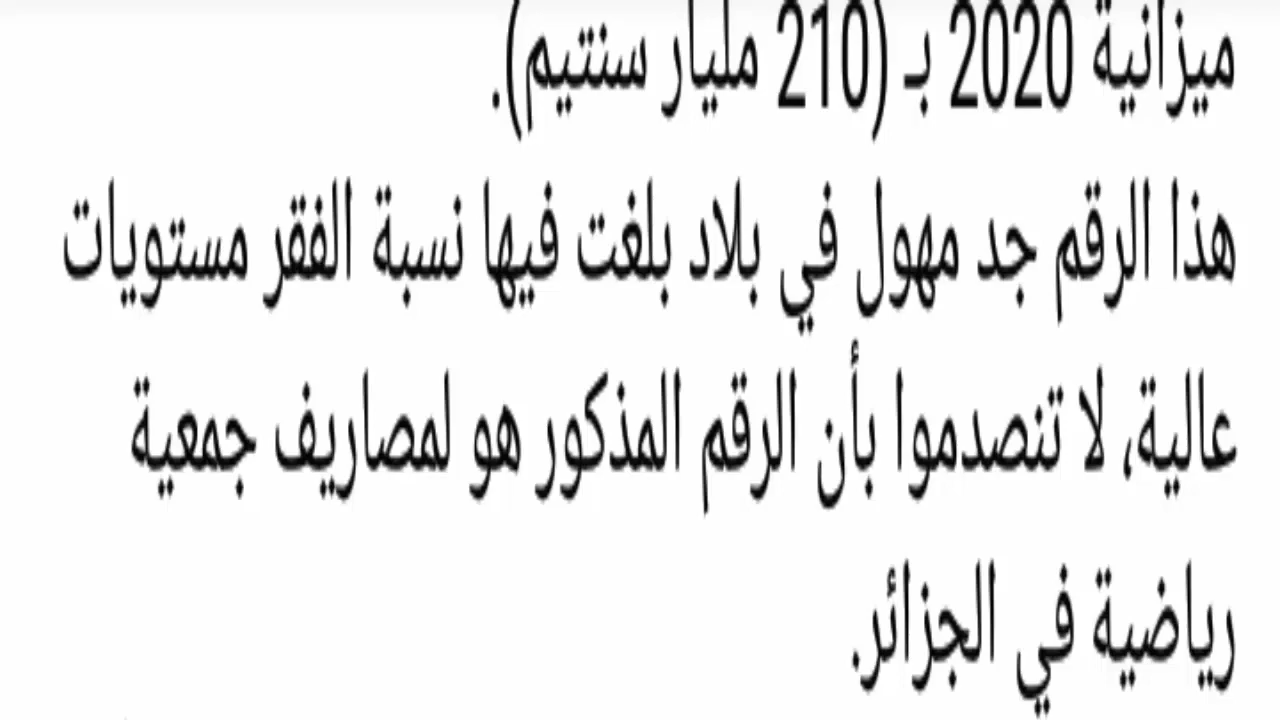 ميزانية 2020 بـ (210 مليار سنتيم).
هذا الرقم جد مهول في بلاد بلغت فيها نسبة الفقر مستويات
عالية، لا تنصدموا بأن الرقم المذكور هو لمصاريف جمعية
رياضية في الجزائر.